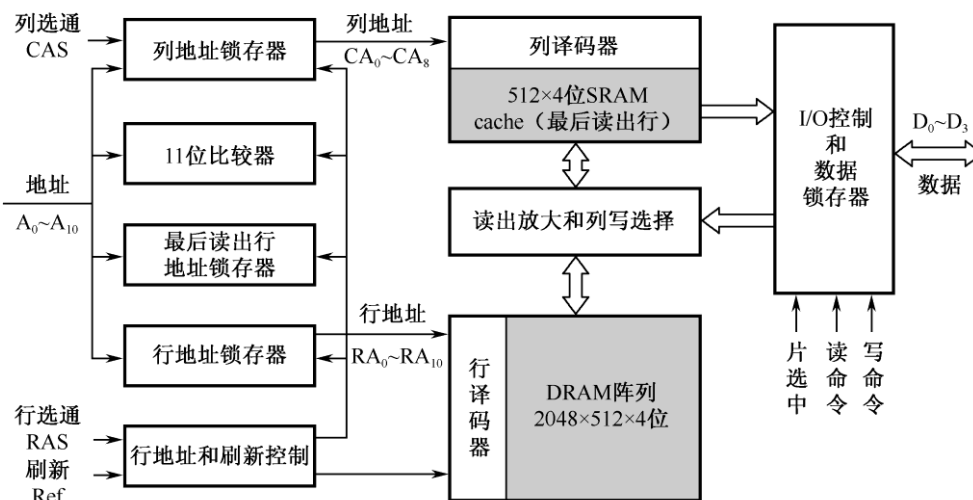 列选通
CAS
列地址锁存器
列地址
CA₀~CA₈
列译码器
512×4位SRAM
cache（最后读出行）
I/O控制
和
数据
锁存器
D₀~D₃
数据
11位比较器
地址
A₀~A₁₀
最后读出行
地址锁存器
读出放大和列写选择
行地址锁存器
行地址
RA₀~RA₁₀
行译码器
DRAM阵列
2048×512×4位
片选中
读命令
写命令
行选通
RAS
刷新
Ref
行地址和刷新控制